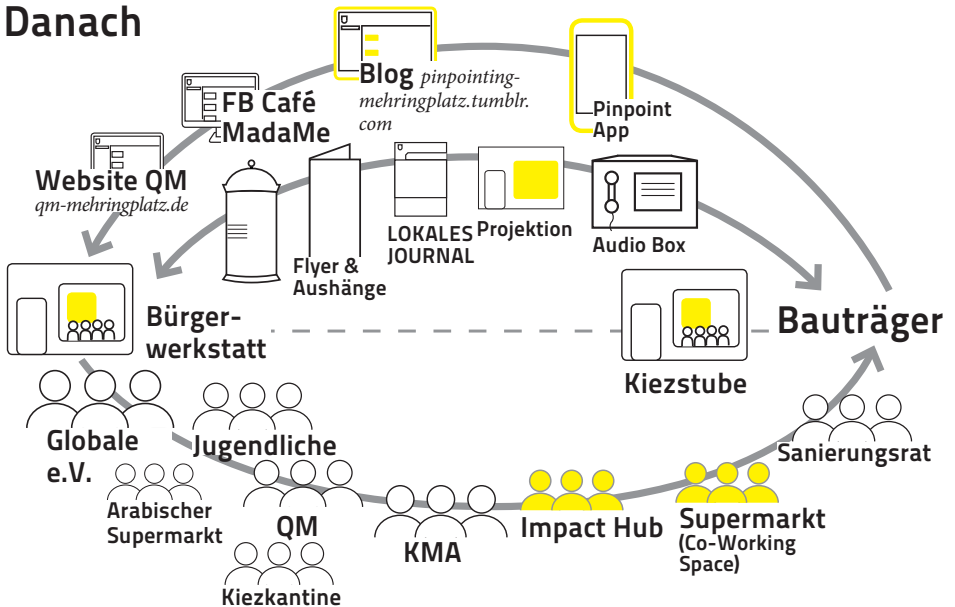 Danach
Blog pinpointing-
mehringplatz.tumblr.
com
Pinpoint
App
FB Café
MadaMe
Website QM
qm-mehringplatz.de
Flyer &
Aushänge
LOKALES
JOURNAL
Projektion
Audio Box
Bürger-
werkstatt
Kiezstube
Bauträger
Globale
e.V.
Jugendliche
Arabischer
Supermarkt
QM
Kiezkantine
KMA
Impact Hub
Supermarkt
(Co-Working
Space)
Sanierungsrat